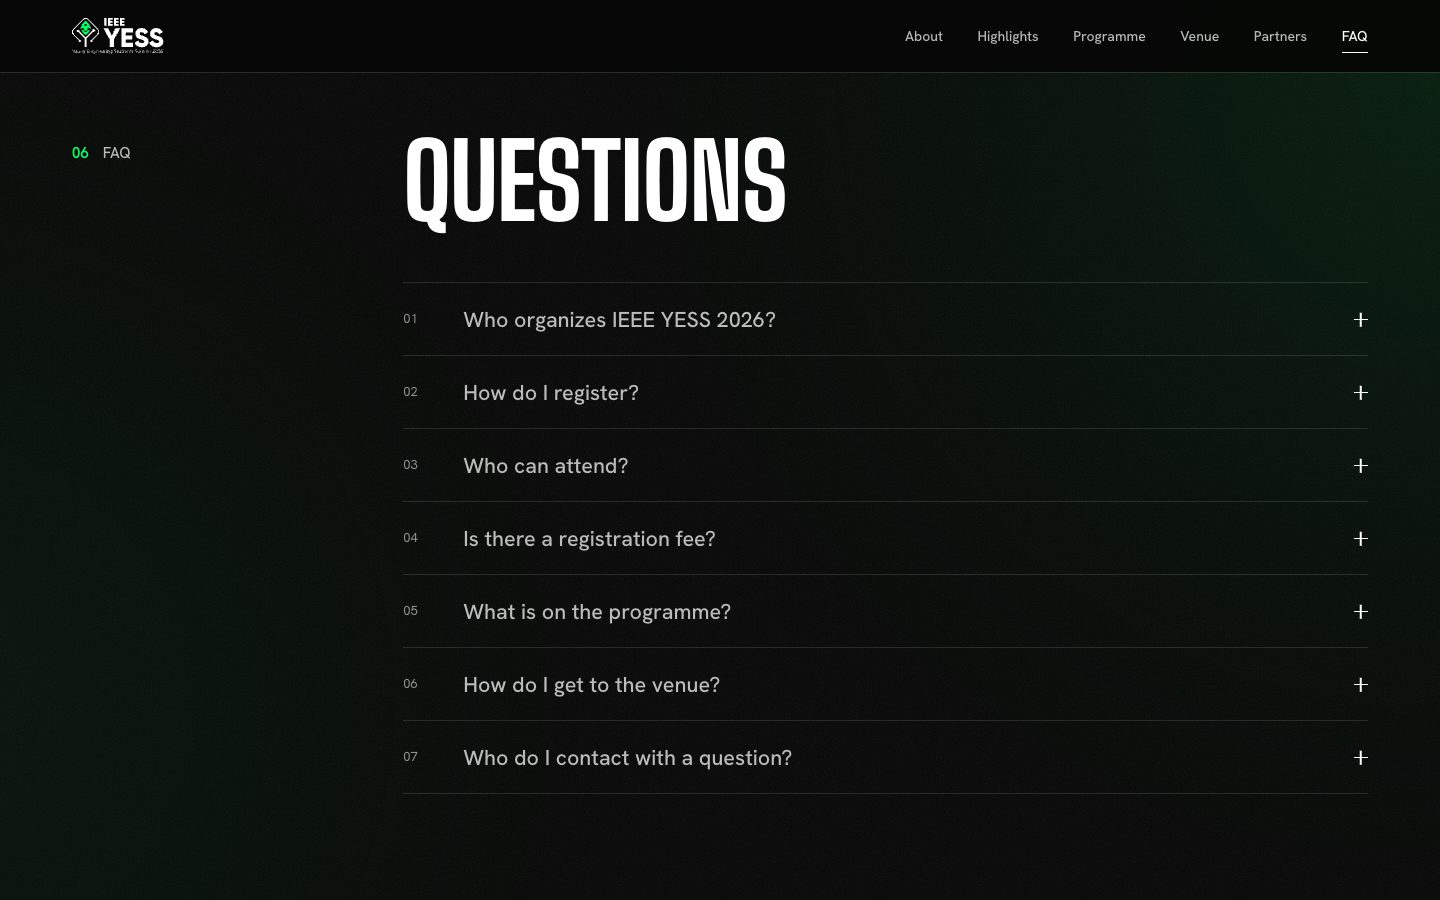 IEEE
YESS
About
Highlights
Programme
Venue
Partners
FAQ
06 FAQ
QUESTIONS
01 Who organizes IEEE YESS 2026?
02 How do I register?
03 Who can attend?
04 Is there a registration fee?
05 What is on the programme?
06 How do I get to the venue?
07 Who do I contact with a question?